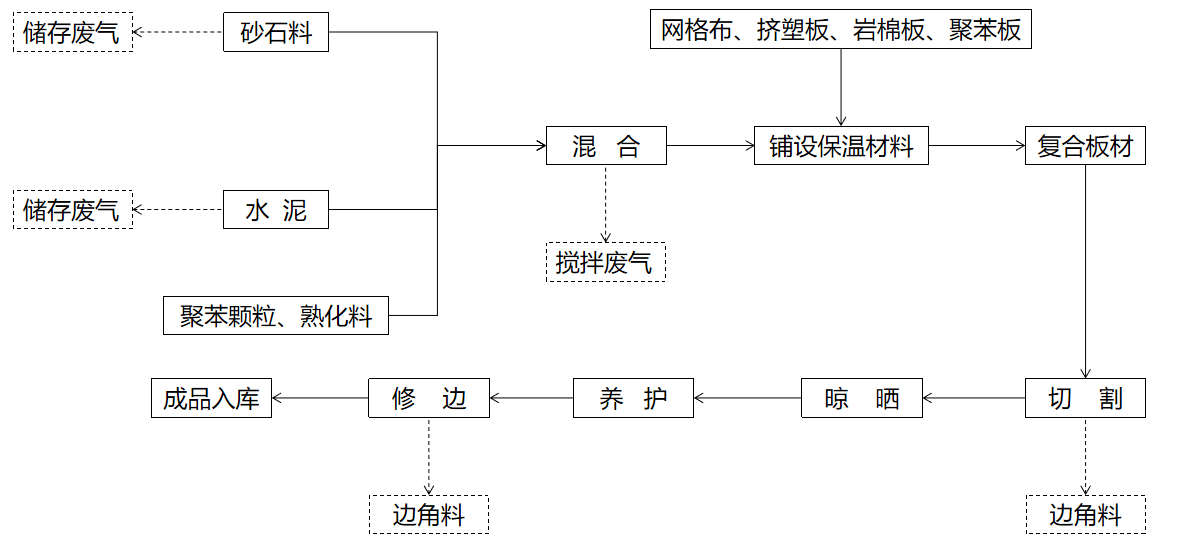 储存废气
砂石料
网格布、挤塑板、岩棉板、聚苯板
混 合
铺设保温材料
复合板材
储存废气
水 泥
搅拌废气
聚苯颗粒、熟化料
成品入库
修 边
养 护
晾 晒
切 割
边角料
边角料